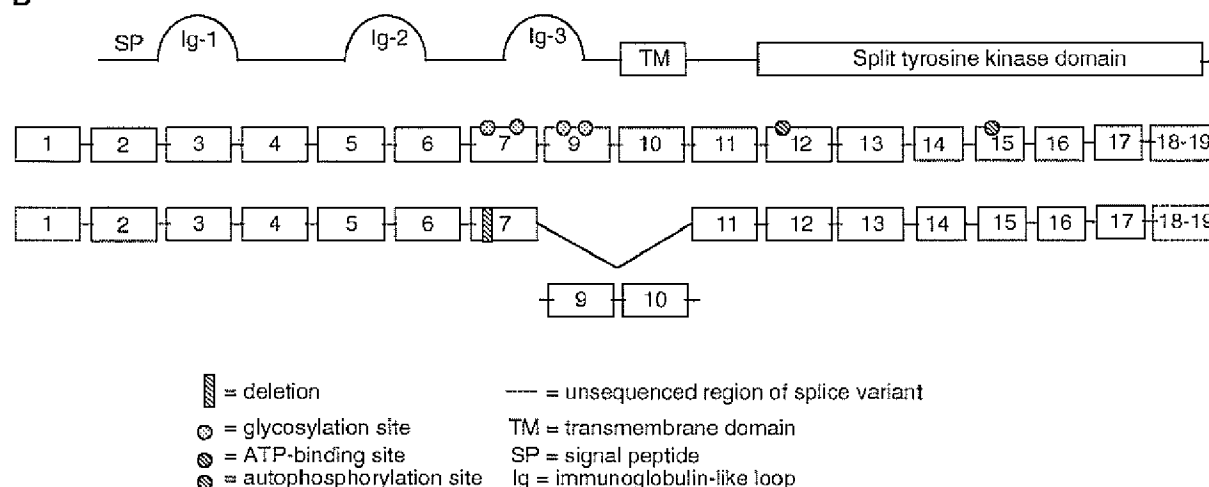 SP Ig-1 Ig-2 Ig-3 TM Split tyrosine kinase domain
1 2 3 4 5 6 7 9 10 11 12 13 14 15 16 17 18-19
1 2 3 4 5 6 7 11 12 13 14 15 16 17 18-19
9 10
= deletion ---- = unsequenced region of splice variant
= glycosylation site TM = transmembrane domain
= ATP-binding site SP = signal peptide
= autophosphorylation site Ig = immunoglobulin-like loop